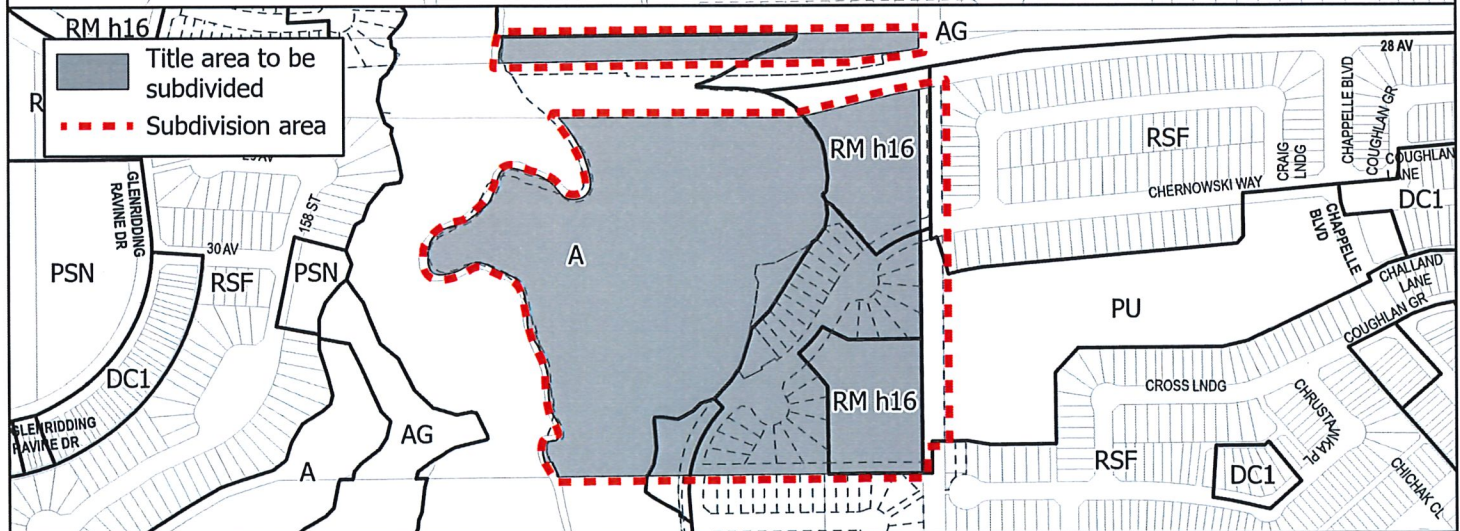 RM h16
Title area to be
subdivided
Subdivision area
AG
28 AV
CHAPPELLE BLVD
COUGHLAN GR
RSF
CRAIG
LNDG
CHERNOWSKI WAY
COUGHLAN
LANE
DC1
RM h16
GLENRIDDING
RAVINE DR
158 ST
30 AV
PSN
RSF
PSN
A
CHAPPELLE
BLVD
CHALLAND
LANE
COUGHLAN GR
PU
DC1
GLENRIDDING
RAVINE DR
A
AG
RM h16
CROSS LNDG
CHRUSTAWKA PL
RSF
DC1
CHICHAK CL